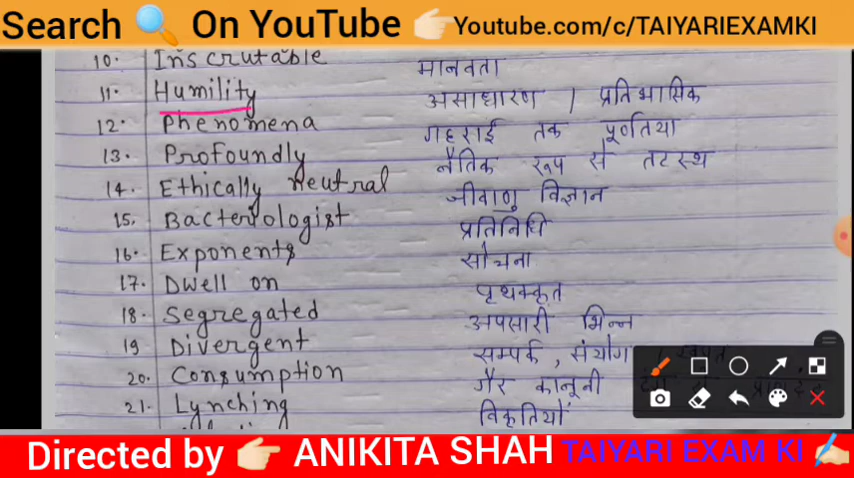 Search 🔍 On YouTube 👉🏻Youtube.com/c/TAIYARIEXAMKI
10. Inscrutable
मानवता
11. Humility असाधारण / प्रतिभासिक
12. Phenomena गहराई तक पूर्णतया
13. Profoundly नैतिक रूप से तटस्थ
14. Ethically Neutral जीवाणु विज्ञान
15. Bacteriologist प्रतिनिधि
16. Exponents सोचना
17. Dwell on पृथक्कृत
18. Segregated अपसारी भिन्न
19 Divergent सम्पर्क, संयोग /
20. Consumption गैर कानूनी
21. Lynching विकृतियों
Directed by 👉🏻 ANIKITA SHAH TAIYARI EXAM KI ✍🏻